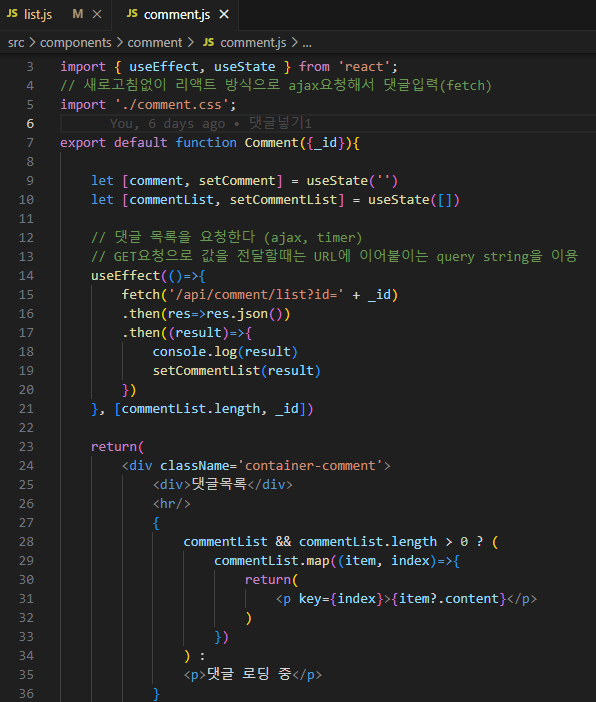 JS list.js M × JS comment.js ×
src > components > comment > JS comment.js > ...
3 import { useEffect, useState } from 'react';
4 // 새로고침없이 리액트 방식으로 ajax요청해서 댓글입력(fetch)
5 import './comment.css';
6 You, 6 days ago • 댓글넣기1
7 export default function Comment({_id}){
8
9 let [comment, setComment] = useState('')
10 let [commentList, setCommentList] = useState([])
11
12 // 댓글 목록을 요청한다 (ajax, timer)
13 // GET요청으로 값을 전달할때는 URL에 이어붙이는 query string을 이용
14 useEffect(()=>{
15 fetch('/api/comment/list?id=' + _id)
16 .then(res=>res.json())
17 .then((result)=>{
18 console.log(result)
19 setCommentList(result)
20 })
21 }, [commentList.length, _id])
22
23 return(
24 <div className='container-comment'>
25 <div>댓글목록</div>
26 <hr/>
27 {
28 commentList && commentList.length > 0 ? (
29 commentList.map((item, index)=>{
30 return(
31 <p key={index}>{item?.content}</p>
32 )
33 })
34 ) :
35 <p>댓글 로딩 중</p>
36 }